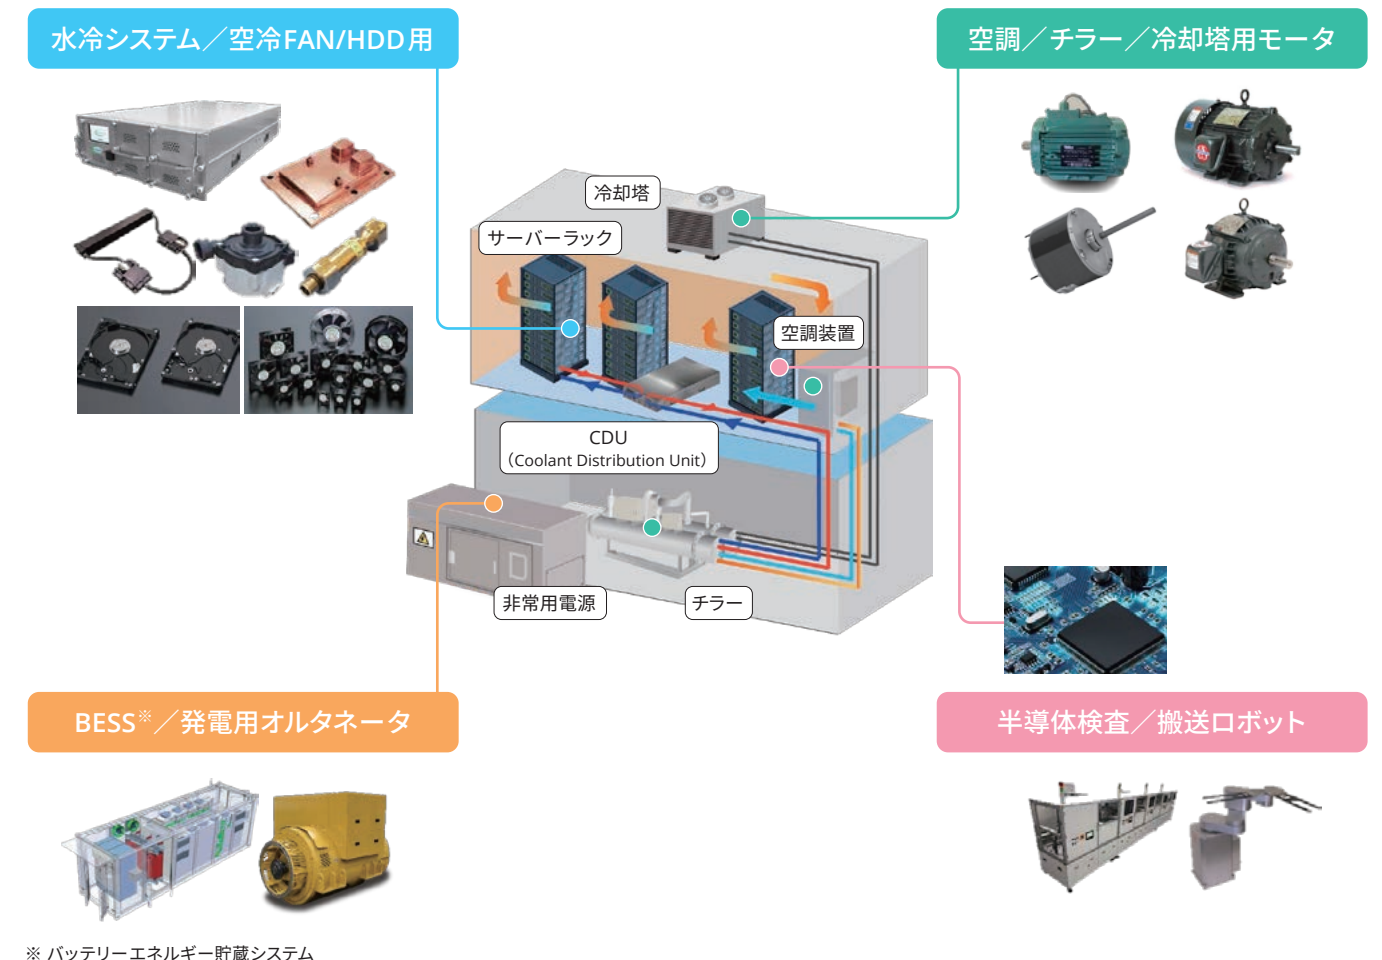 水冷システム／空冷FAN/HDD用
空調／チラー／冷却塔用モータ
冷却塔
サーバーラック
空調装置
CDU
（Coolant Distribution Unit）
非常用電源
チラー
BESS※／発電用オルタネータ
半導体検査／搬送ロボット
※ バッテリーエネルギー貯蔵システム